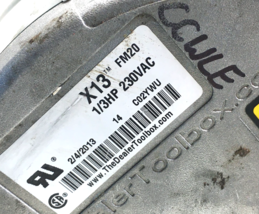 X13™ FM20
1/3HP 230VAC
14 C02YWU
2/4/2013
www.TheDealerToolbox.com
CCWLE